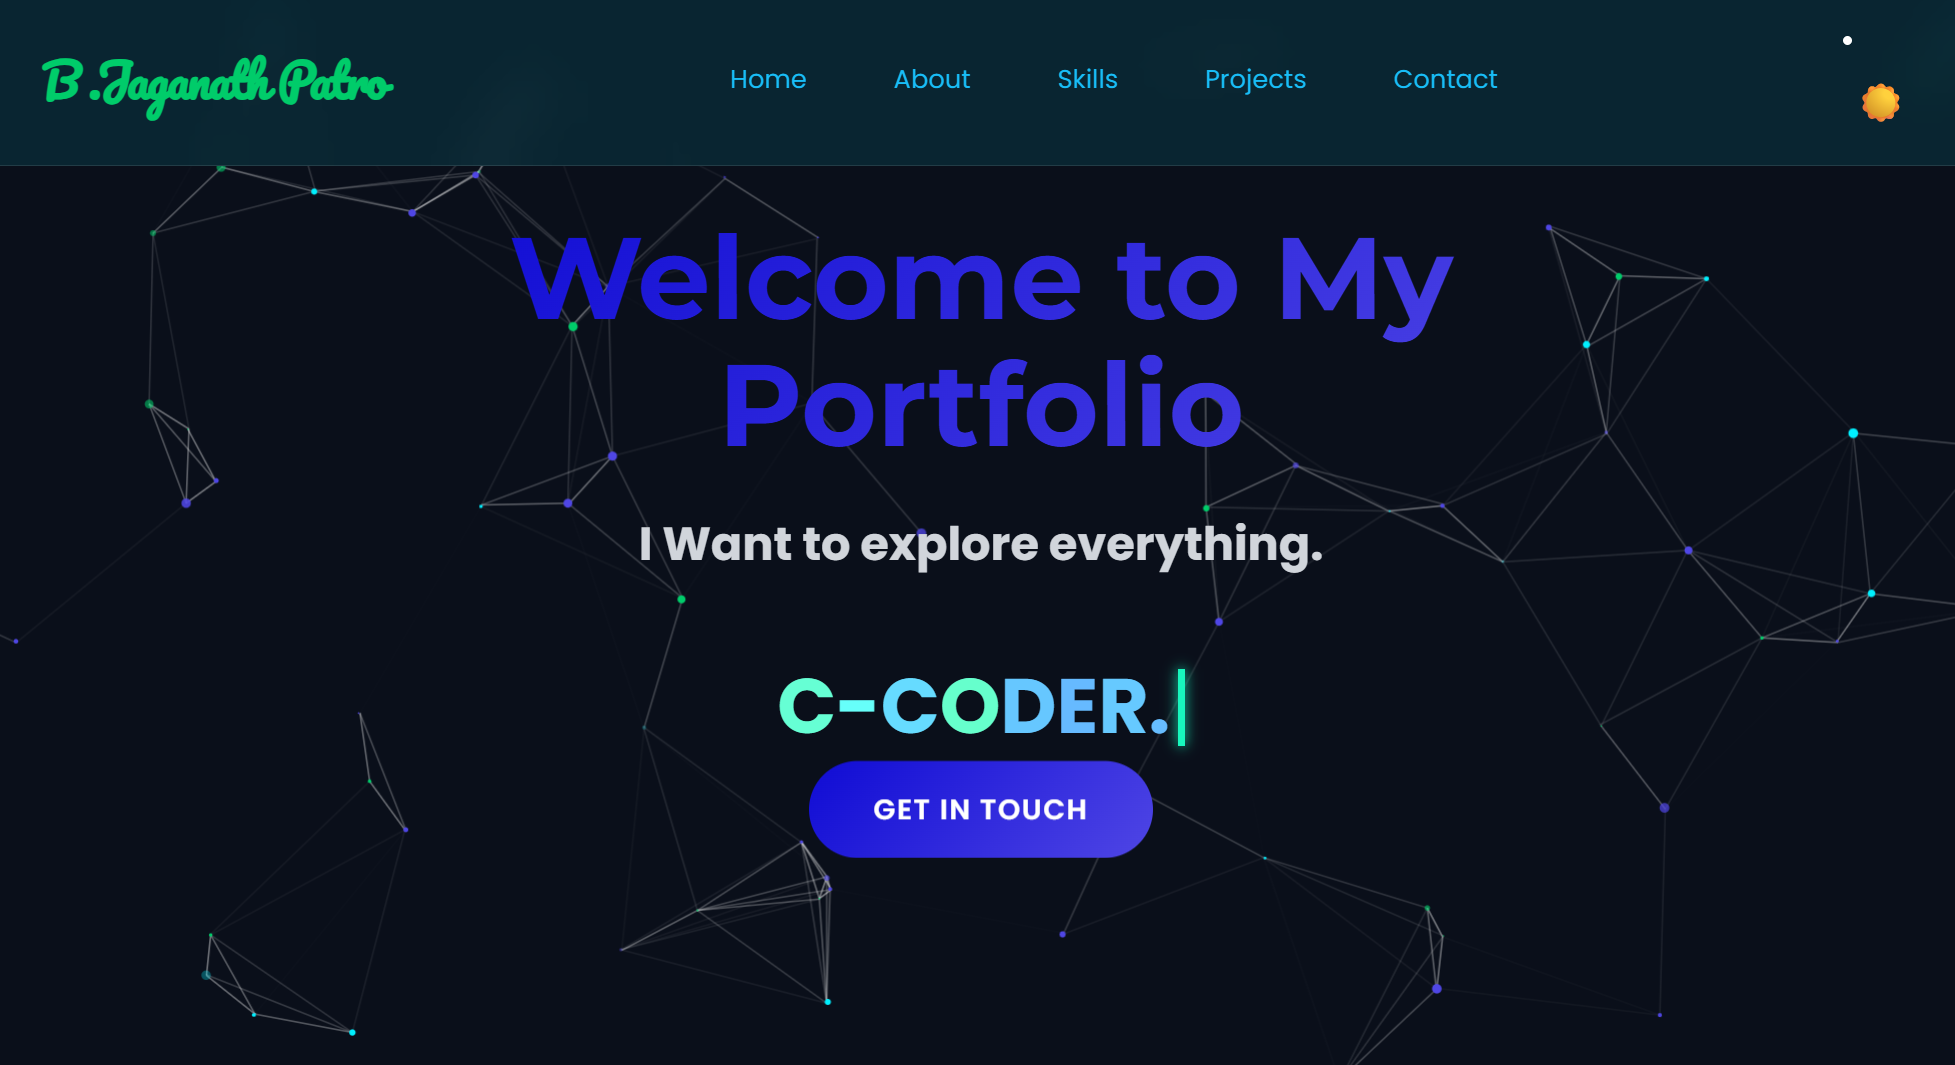 B .Jaganath Patro
Home About Skills Projects Contact
Welcome to My
Portfolio
I Want to explore everything.
C-CODER.
GET IN TOUCH